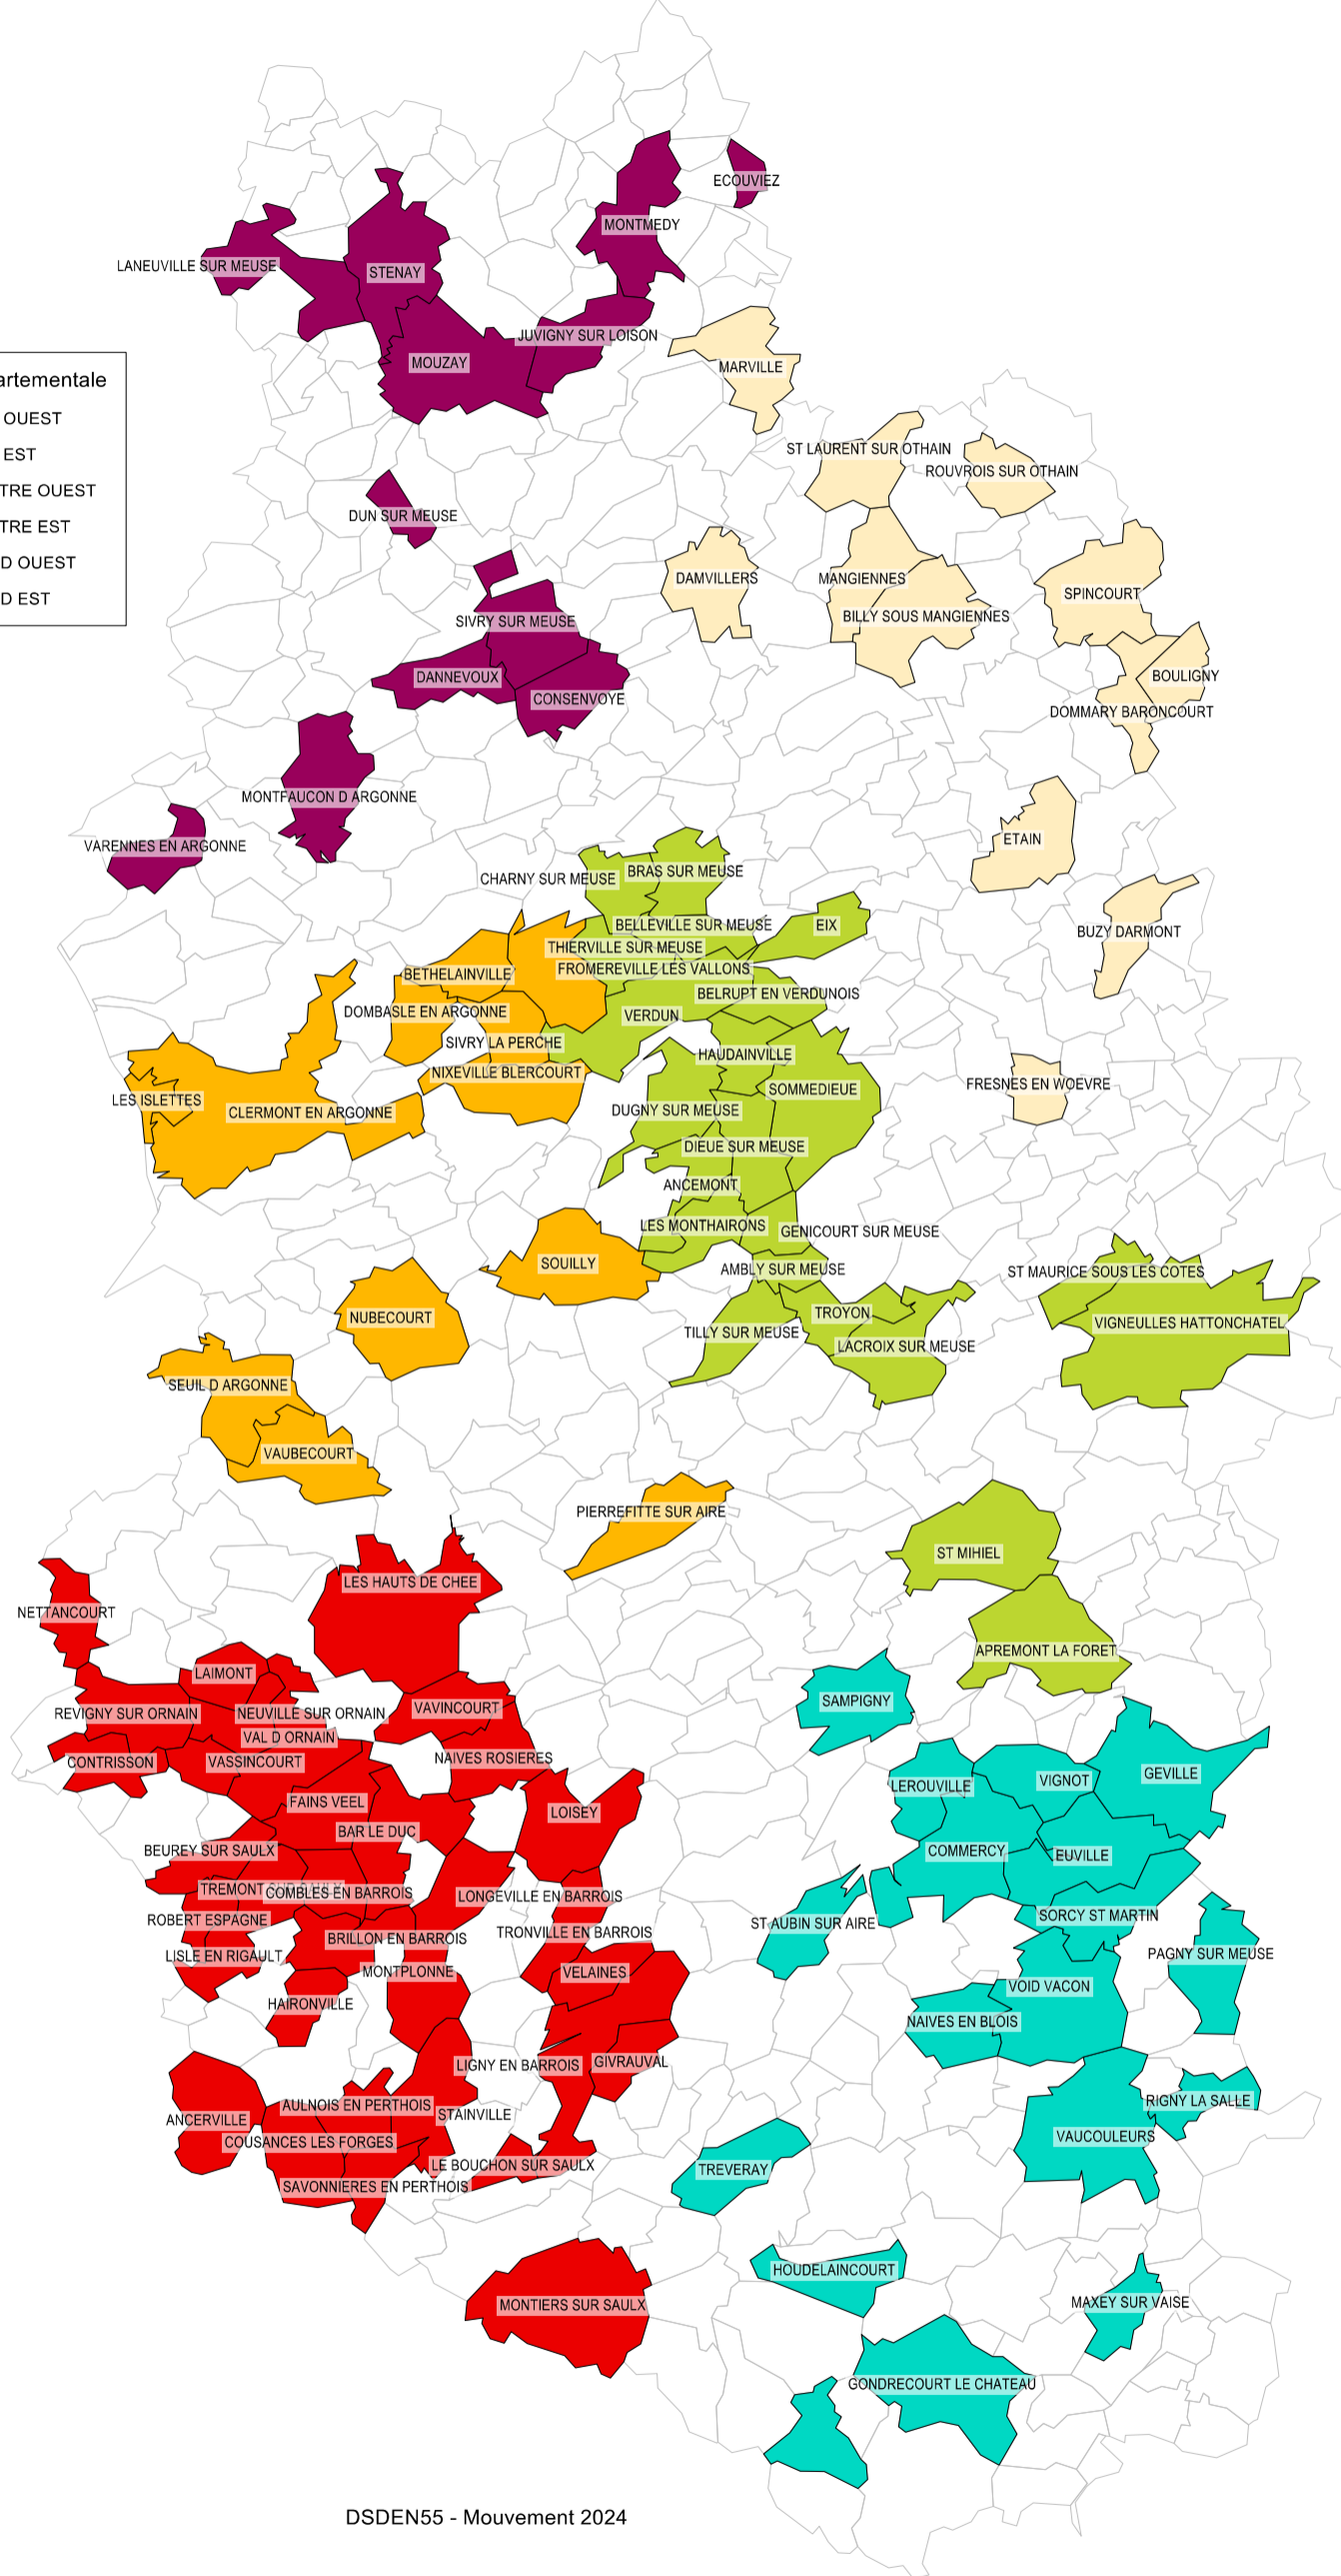 ECOUVIEZ
MONTMEDY
LANEUVILLE SUR MEUSE
STENAY
JUVIGNY SUR LOISON
MOUZAY
MARVILLE
artementale
OUEST
EST
TRE OUEST
TRE EST
D OUEST
D EST
ST LAURENT SUR OTHAIN
ROUVROIS SUR OTHAIN
DUN SUR MEUSE
DAMVILLERS
MANGIENNES
SPINCOURT
BILLY SOUS MANGIENNES
SIVRY SUR MEUSE
DANNEVOUX
BOULIGNY
CONSENVOYE
DOMMARY BARONCOURT
MONTFAUCON D ARGONNE
ETAIN
VARENNES EN ARGONNE
BRAS SUR MEUSE
CHARNY SUR MEUSE
BELLEVILLE SUR MEUSE
EIX
BUZY DARMONT
THIERVILLE SUR MEUSE
FROMEREVILLE LES VALLONS
BETHELAINVILLE
BELRUPT EN VERDUNOIS
DOMBASLE EN ARGONNE
VERDUN
SIVRY LA PERCHE
HAUDAINVILLE
NIXEVILLE BLERCOURT
FRESNES EN WOEVRE
SOMMEDIEUE
LES ISLETTES
CLERMONT EN ARGONNE
DUGNY SUR MEUSE
DIEUE SUR MEUSE
ANCEMONT
LES MONTHAIRONS
GENICOURT SUR MEUSE
SOUILLY
AMBLY SUR MEUSE
ST MAURICE SOUS LES COTES
NUBECOURT
TROYON
VIGNEULLES HATTONCHATEL
TILLY SUR MEUSE
LACROIX SUR MEUSE
SEUIL D ARGONNE
VAUBECOURT
PIERREFITTE SUR AIRE
ST MIHIEL
LES HAUTS DE CHEE
NETTANCOURT
APREMONT LA FORET
LAIMONT
SAMPIGNY
VAVINCOURT
REVIGNY SUR ORNAIN
NEUVILLE SUR ORNAIN
VAL D ORNAIN
NAIVES ROSIERES
CONTRISSON
VASSINCOURT
GEVILLE
VIGNOT
LEROUVILLE
FAINS VEEL
LOISEY
BAR LE DUC
BEUREY SUR SAULX
COMMERCY
EUVILLE
TREMONT SUR SAULX
COMBLES EN BARROIS
LONGEVILLE EN BARROIS
SORCY ST MARTIN
ROBERT ESPAGNE
ST AUBIN SUR AIRE
TRONVILLE EN BARROIS
BRILLON EN BARROIS
LISLE EN RIGAULT
PAGNY SUR MEUSE
MONTPLONNE
VELAINES
VOID VACON
HAIRONVILLE
NAIVES EN BLOIS
LIGNY EN BARROIS
GIVRAUVAL
RIGNY LA SALLE
AULNOIS EN PERTHOIS
STAINVILLE
ANCERVILLE
VAUCOULEURS
COUSANCES LES FORGES
LE BOUCHON SUR SAULX
TREVERAY
SAVONNIERES EN PERTHOIS
HOUDELAINCOURT
MAXEY SUR VAISE
MONTIERS SUR SAULX
GONDRECOURT LE CHATEAU
DSDEN55 - Mouvement 2024